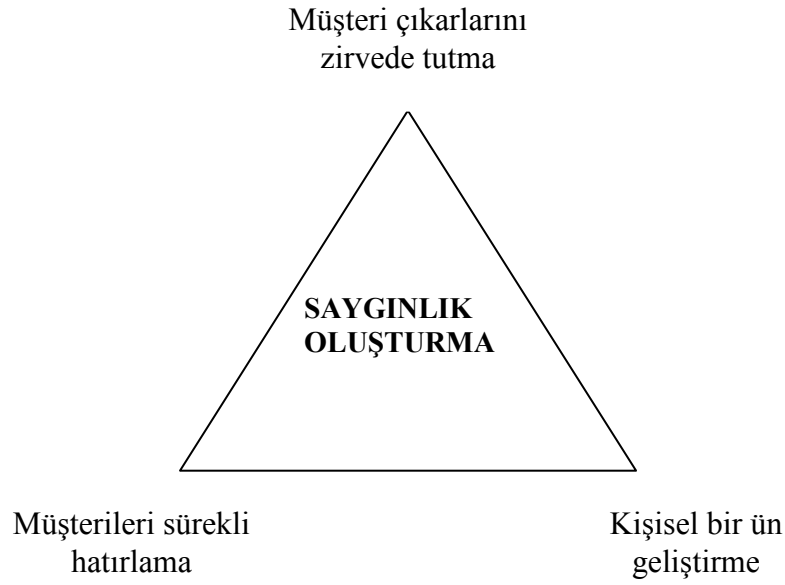 Müşteri çıkarlarını
zirvede tutma
SAYGINLIK
OLUŞTURMA
Müşterileri sürekli
hatırlama
Kişisel bir ün
geliştirme